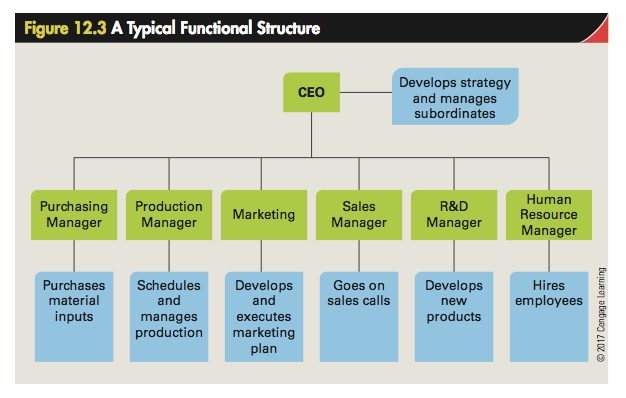 Figure 12.3 A Typical Functional Structure
CEO
Develops strategy
and manages
subordinates
Purchasing
Manager
Production
Manager
Marketing
Sales
Manager
R&D
Manager
Human
Resource
Manager
Purchases
material
inputs
Schedules
and
manages
production
Develops
and
executes
marketing
plan
Goes on
sales calls
Develops
new
products
Hires
employees
© 2017 Cengage Learning